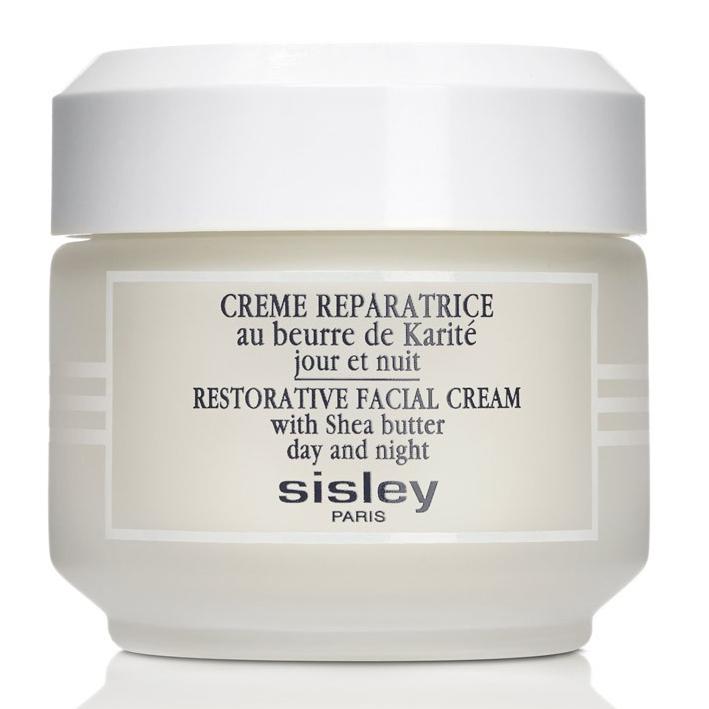 CREME REPARATRICE
au beurre de Karité
jour et nuit
RESTORATIVE FACIAL CREAM
with Shea butter
day and night
sisley
PARIS